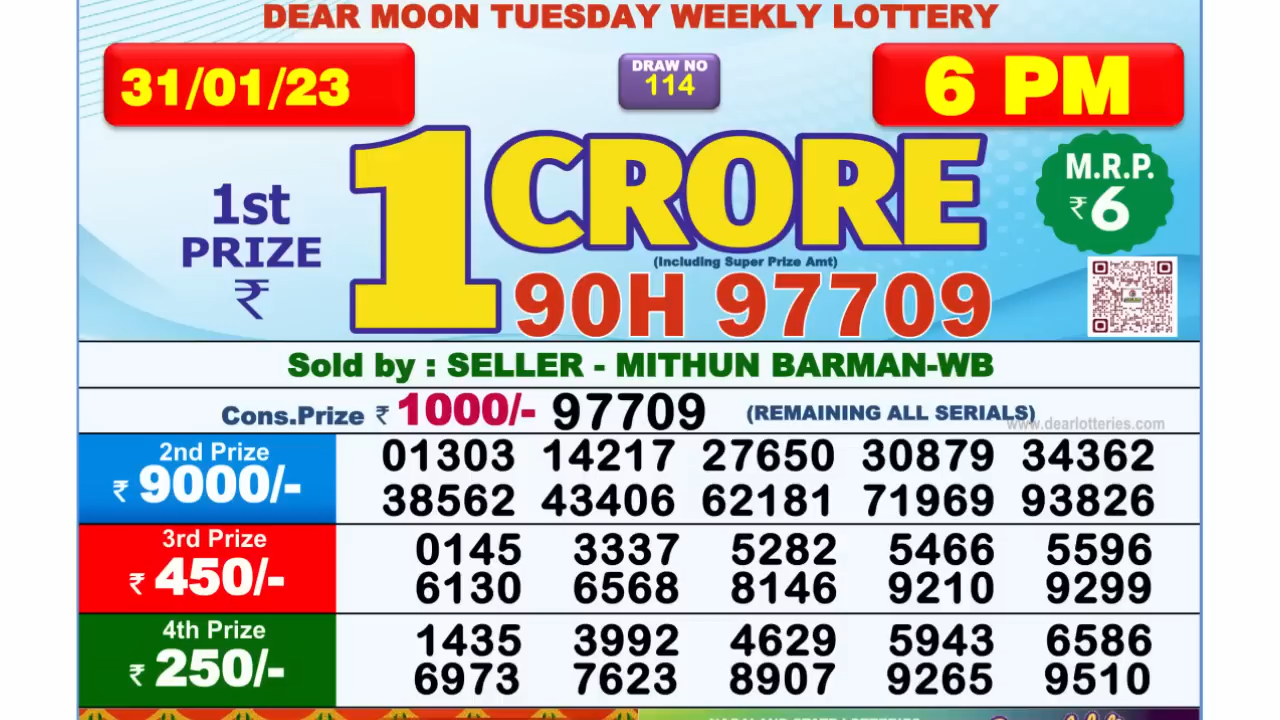 DEAR MOON TUESDAY WEEKLY LOTTERY
31/01/23
DRAW NO
114
6 PM
1st
PRIZE
₹
1 CRORE
(Including Super Prize Amt)
90H 97709
M.R.P.
₹ 6
Sold by : SELLER - MITHUN BARMAN-WB
Cons.Prize ₹ 1000/- 97709 (REMAINING ALL SERIALS)
www.dearlotteries.com
2nd Prize
₹ 9000/-
01303 14217 27650 30879 34362
38562 43406 62181 71969 93826
3rd Prize
₹ 450/-
0145 3337 5282 5466 5596
6130 6568 8146 9210 9299
4th Prize
₹ 250/-
1435 3992 4629 5943 6586
6973 7623 8907 9265 9510